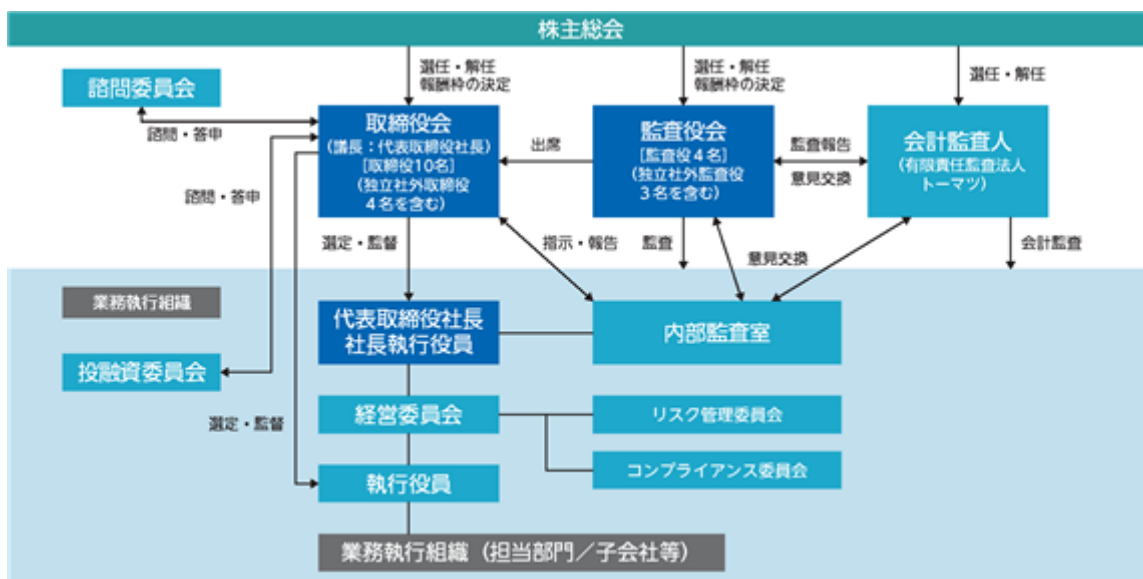 株主総会
選任・解任
報酬枠の決定
選任・解任
報酬枠の決定
選任・解任
諮問委員会
諮問・答申
取締役会
(議長：代表取締役社長)
[取締役10名]
(独立社外取締役
4名を含む)
出席
監査役会
[監査役4名]
(独立社外監査役
3名を含む)
監査報告
意見交換
会計監査人
(有限責任監査法人
トーマツ)
諮問・答申
選定・監督
指示・報告
監査
意見交換
会計監査
業務執行組織
代表取締役社長
社長執行役員
内部監査室
投融資委員会
選定・監督
経営委員会
リスク管理委員会
コンプライアンス委員会
執行役員
業務執行組織（担当部門／子会社等）